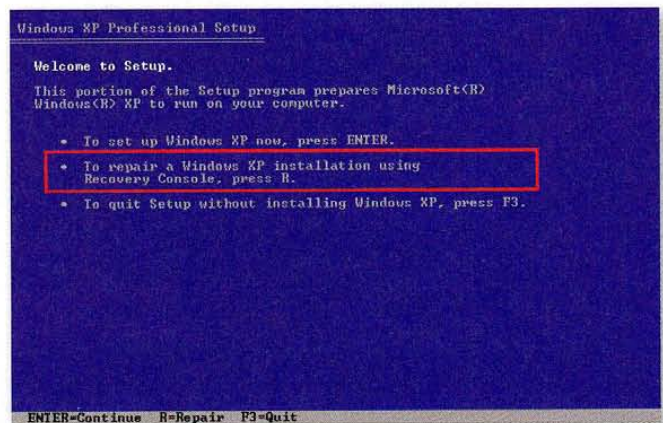 Windows XP Professional Setup
Welcome to Setup.
This portion of the Setup program prepares Microsoft(R)
Windows(R) XP to run on your computer.
• To set up Windows XP now, press ENTER.
• To repair a Windows XP installation using
Recovery Console, press R.
• To quit Setup without installing Windows XP, press F3.
ENTER=Continue R=Repair F3=Quit